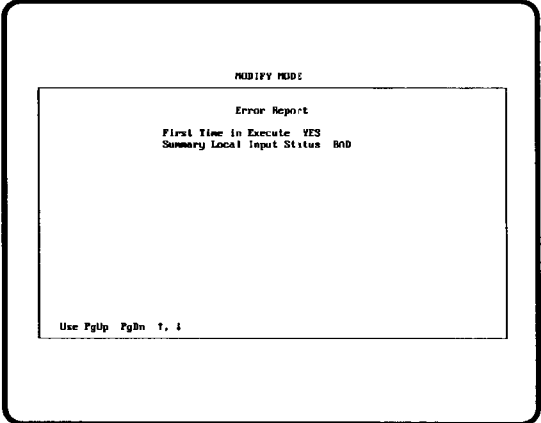 MODIFY MODE
Error Report
First Time in Execute YES
Summary Local Input Status BAD
Use PgUp PgDn ↑, ↓